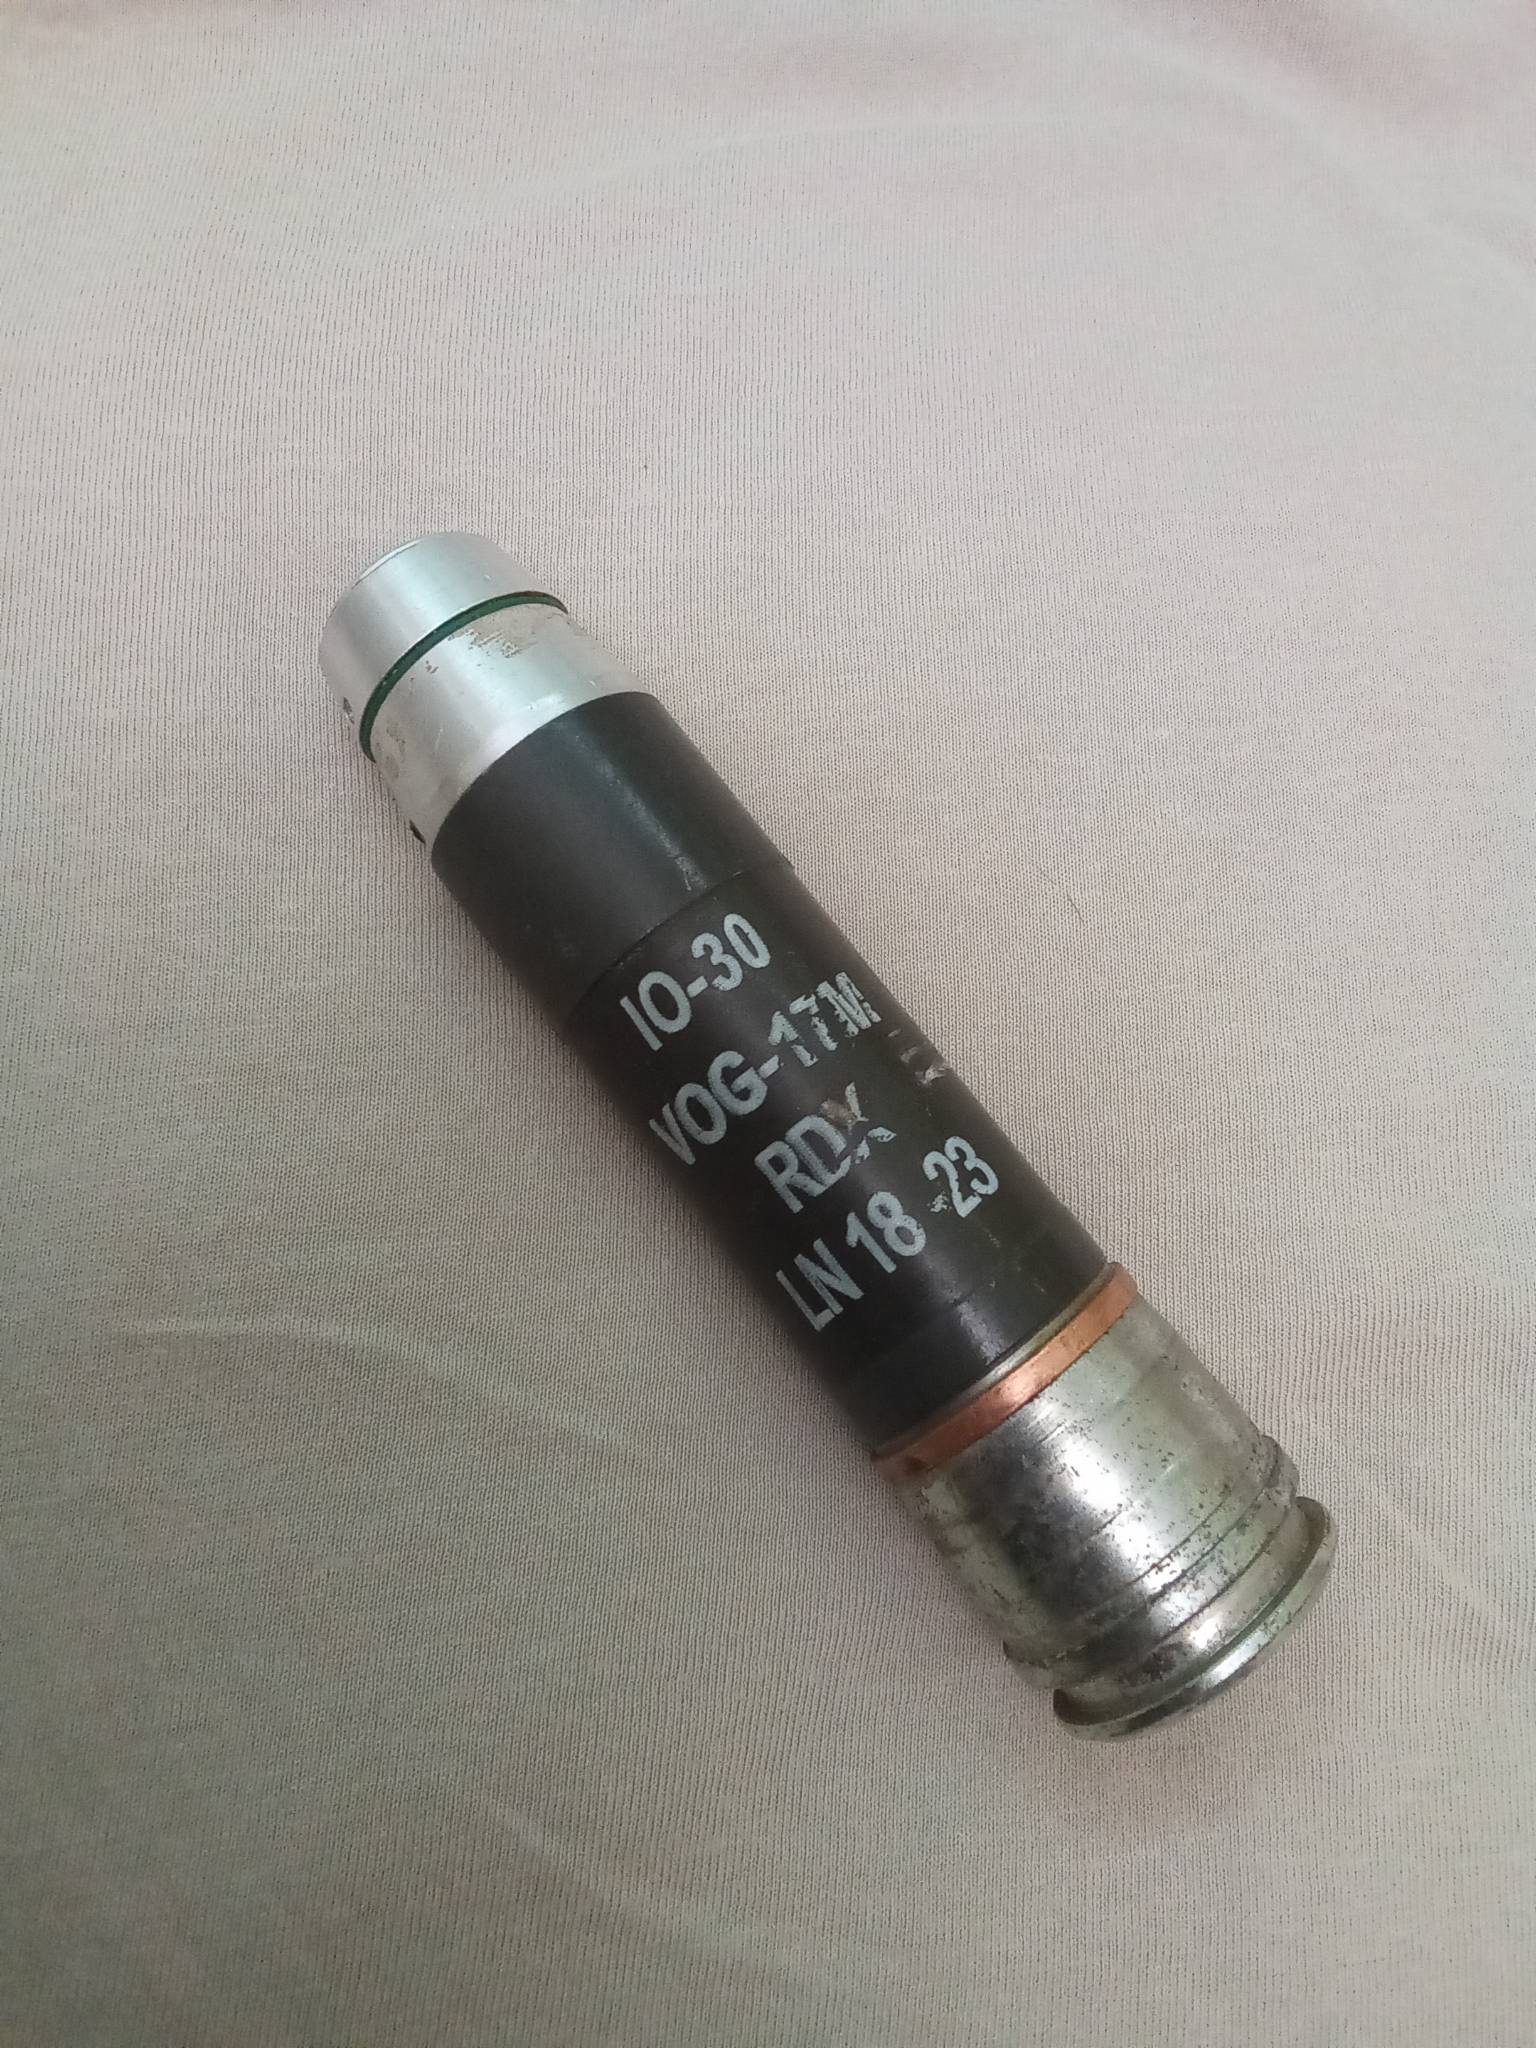 IO-30
VOG-17M
RDX
LN 18 -23